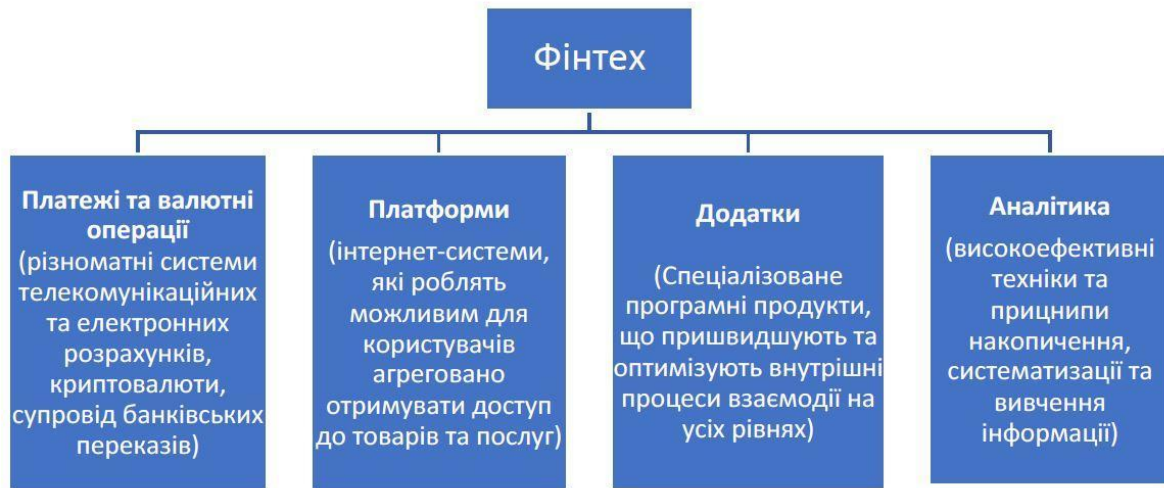 Фінтех
Платежі та валютні
операції
(різноматні системи
телекомунікаційних
та електронних
розрахунків,
криптовалюти,
супровід банківських
переказів)
Платформи
(інтернет-системи,
які роблять
можливим для
користувачів
агреговано
отримувати доступ
до товарів та послуг)
Додатки
(Спеціалізоване
програмні продукти,
що пришвидшують та
оптимізують внутрішні
процеси взаємодії на
усіх рівнях)
Аналітика
(високоефективні
техніки та
прицнипи
накопичення,
систематизації та
вивчення
інформації)